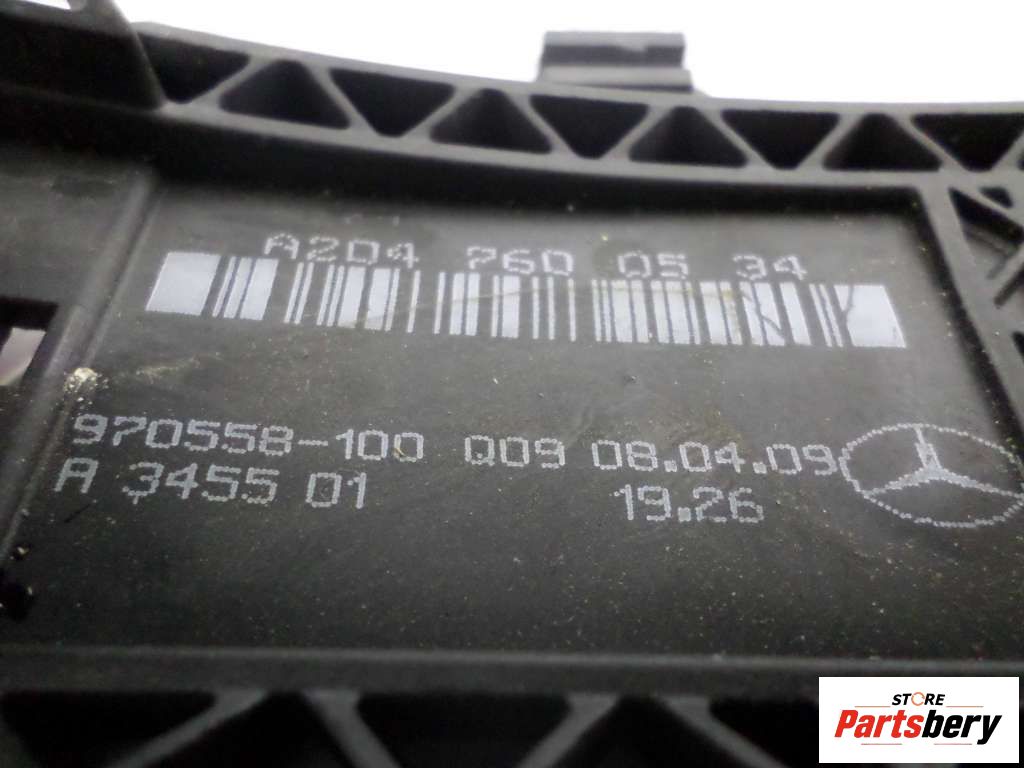 A204 760 05 34
970558-100 Q09 08.04.09
A 3455 01 19.26
STORE
Partsbery